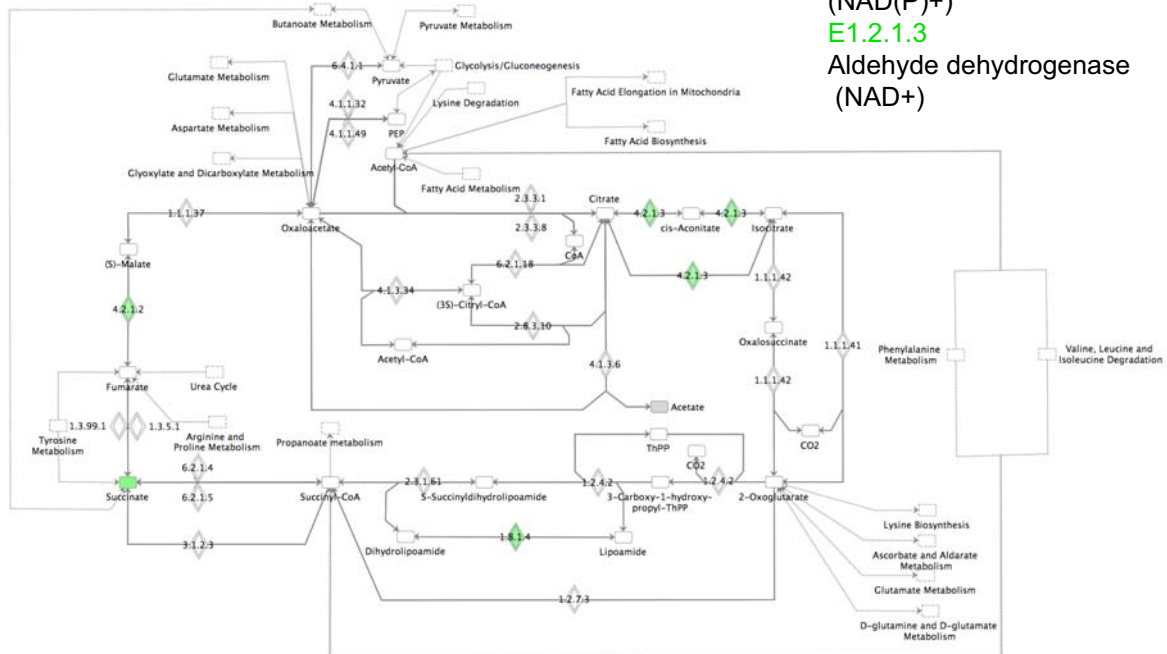 (NAD(P)+)
E1.2.1.3
Aldehyde dehydrogenase
(NAD+)
Butanoate Metabolism
Pyruvate Metabolism
6.4.1.1
Pyruvate
Glycolysis/Gluconeogenesis
Glutamate Metabolism
4.1.1.32
Lysine Degradation
Fatty Acid Elongation in Mitochondria
Aspartate Metabolism
4.1.1.49
PEP
Fatty Acid Biosynthesis
Glyoxylate and Dicarboxylate Metabolism
Acetyl-CoA
Fatty Acid Metabolism
1.1.1.37
Oxaloacetate
2.3.3.1
2.3.3.8
Citrate
4.2.1.3
cis-Aconitate
4.2.1.3
Isocitrate
(S)-Malate
CoA
6.2.1.18
4.2.1.3
1.1.1.42
4.1.3.34
(3S)-Citryl-CoA
4.2.1.2
2.8.3.10
Acetyl-CoA
Oxalosuccinate
1.1.1.41
Phenylalanine
Metabolism
Valine, Leucine and
Isoleucine Degradation
4.1.3.6
1.1.1.42
Fumarate
Urea Cycle
Acetate
1.3.99.1
1.3.5.1
Tyrosine
Metabolism
Arginine and
Proline Metabolism
Propanoate metabolism
ThPP
CO2
CO2
6.2.1.4
6.2.1.5
Succinate
Succinyl-CoA
2.3.1.61
S-Succinyldihydrolipoamide
1.2.4.2
3-Carboxy-1-hydroxy-
propyl-ThPP
1.2.4.2
2-Oxoglutarate
3.1.2.3
Dihydrolipoamide
1.8.1.4
Lipoamide
Lysine Biosynthesis
Ascorbate and Aldarate
Metabolism
Glutamate Metabolism
1.2.7.3
D-glutamine and D-glutamate
Metabolism